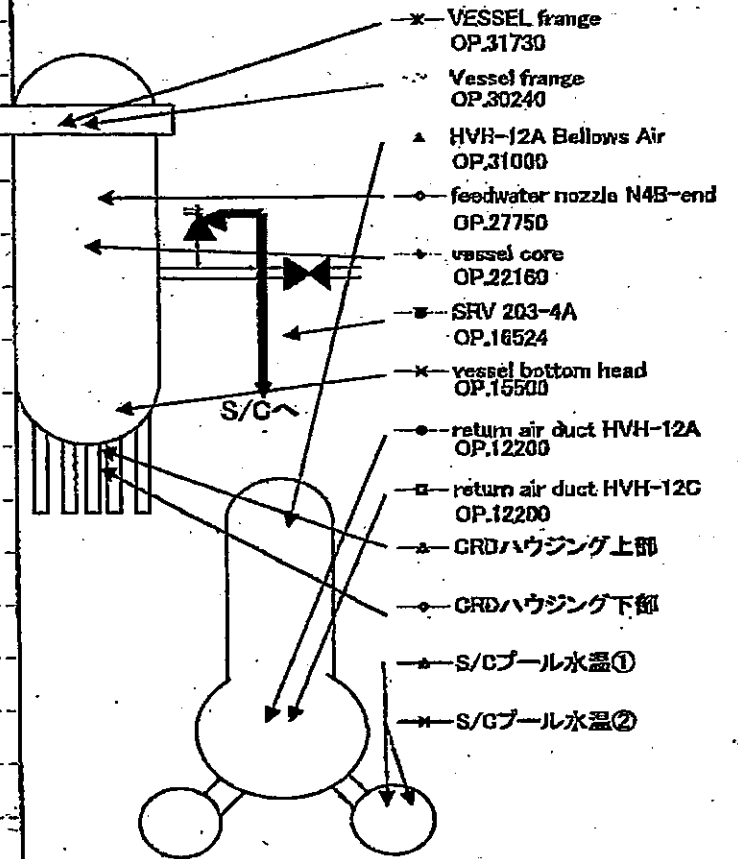 VESSEL frange
OP.31730
Vessel frange
OP.30240
HVH-12A Bellows Air
OP.31000
feedwater nozzle N4B-end
OP.27750
vessel core
OP.22160
SRV 203-4A
OP.16524
vessel bottom head
OP.15500
S/Cへ
return air duct HVH-12A
OP.12200
return air duct HVH-12C
OP.12200
CRDハウジング上部
CRDハウジング下部
S/Cプール水温①
S/Cプール水温②